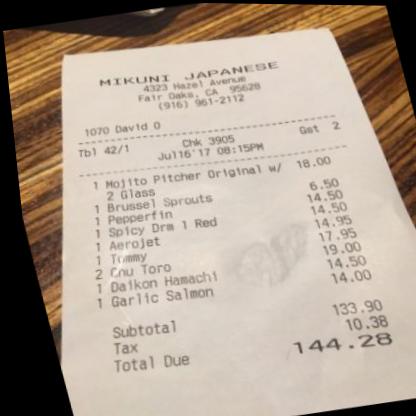 MIKUNI JAPANESE
4323 Hazel Avenue
Fair Oaks, CA 95628
(916) 961-2112
1070 David O
Tbl 42/1 Chk 3905 Gst 2
Jul16'17 08:15PM
1 Mojito Pitcher Original w/ 18.00
2 Glass
1 Brussel Sprouts 6.50
1 Pepperfin 14.50
1 Spicy Drm 1 Red 14.50
1 Aerojet 14.95
1 Tommy 17.95
2 Chu Toro 19.00
1 Daikon Hamachi 14.50
1 Garlic Salmon 14.00
Subtotal 133.90
Tax 10.38
Total Due 144.28